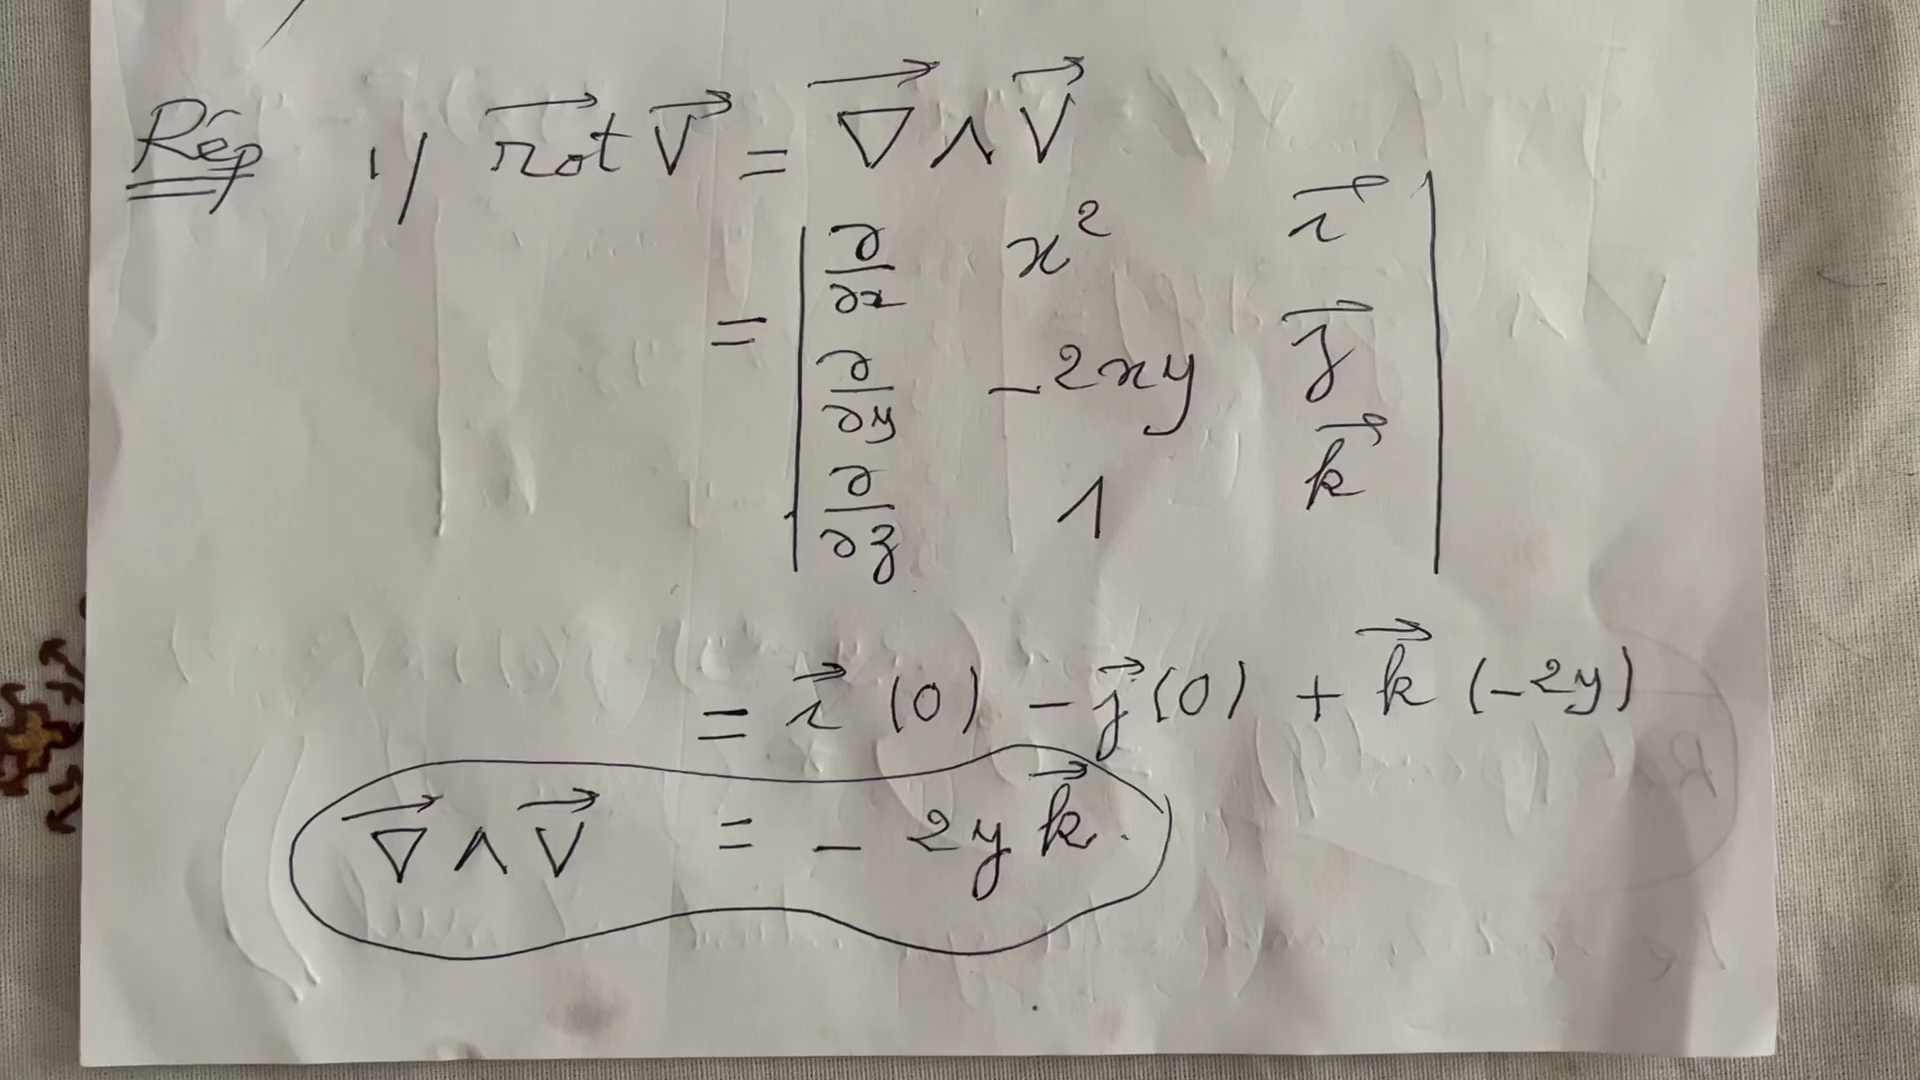 Rép 1/ rot⃗ V⃗ = ∇⃗ ∧ V⃗
= | ∂/∂x x² i⃗ |
| ∂/∂y -2xy j⃗ |
| ∂/∂z 1 k⃗ |
= i⃗ (0) - j⃗ (0) + k⃗ (-2y)
∇⃗ ∧ V⃗ = - 2y k⃗.